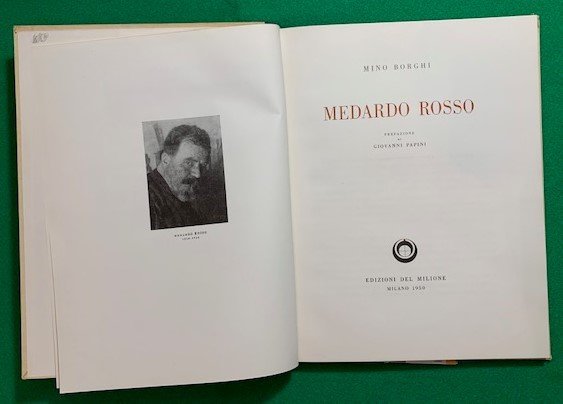 MEDARDO ROSSO
MINO BORGHI
MEDARDO ROSSO
PREFAZIONE
DI
GIOVANNI PAPINI
EDIZIONI DEL MILIONE
MILANO 1950